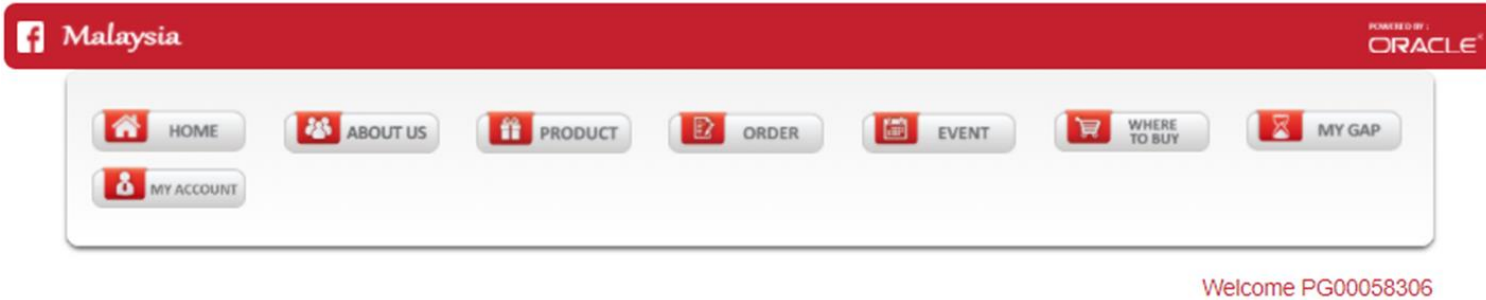 f Malaysia
POWERED BY :
ORACLE®
HOME
ABOUT US
PRODUCT
ORDER
EVENT
WHERE
TO BUY
MY GAP
MY ACCOUNT
Welcome PG00058306